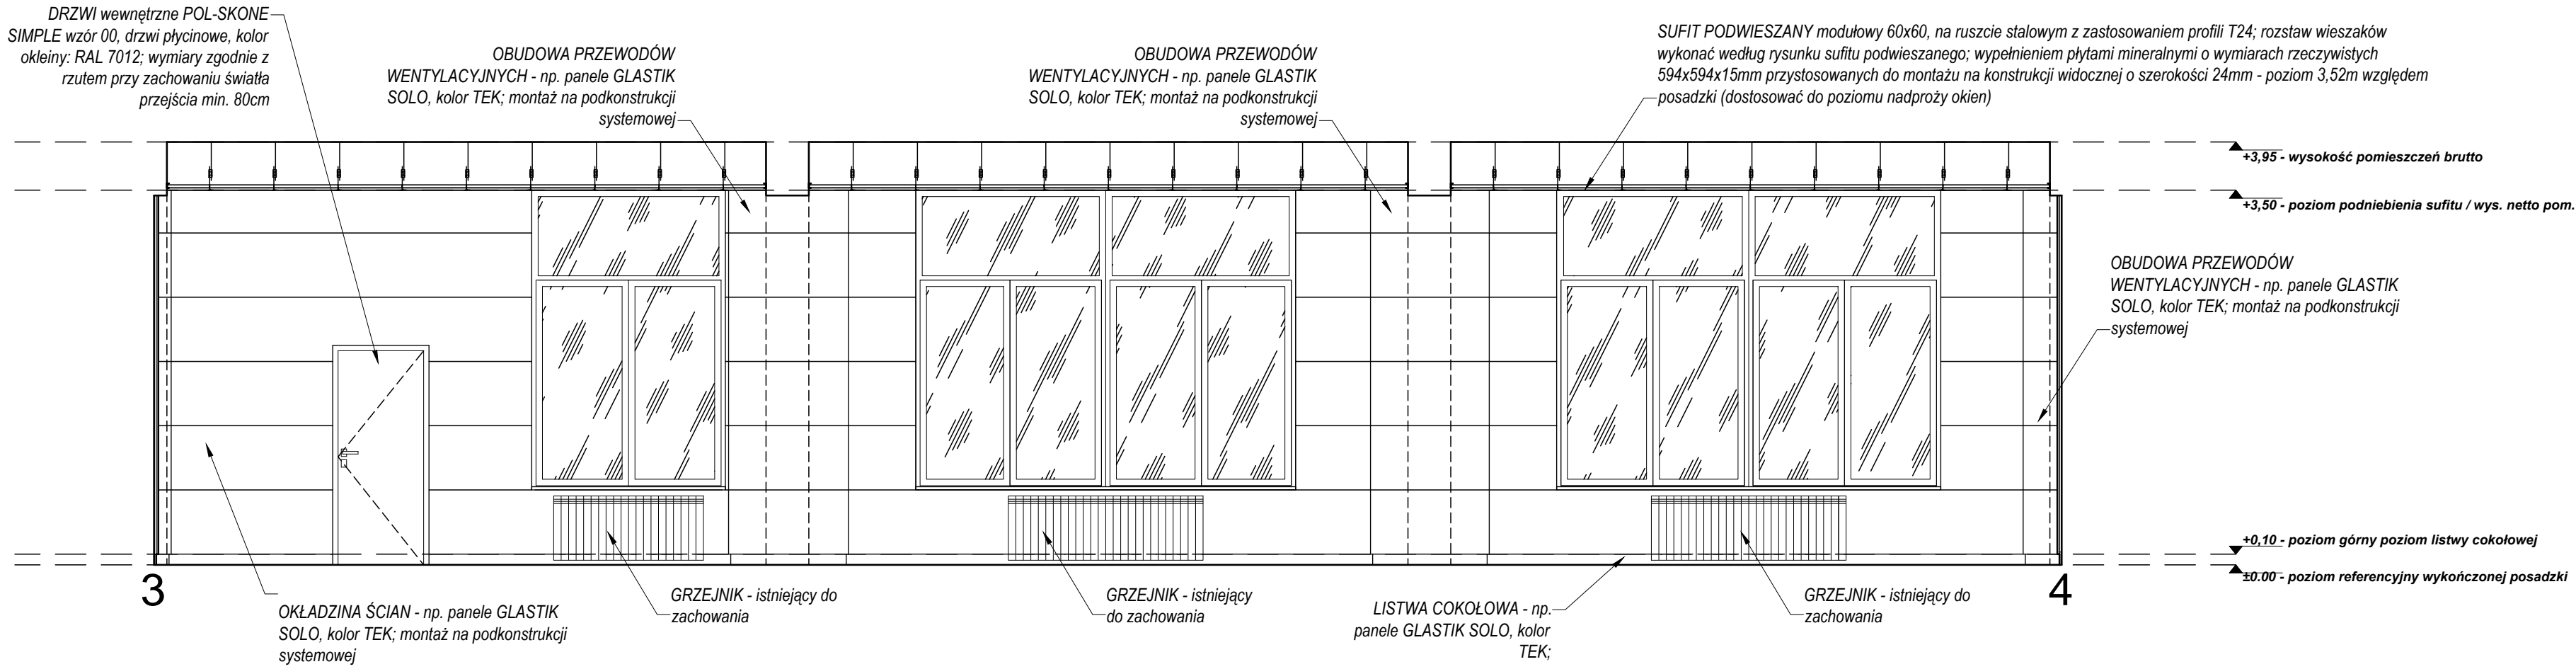 DRZWI wewnętrzne POL-SKONE
SIMPLE wzór 00, drzwi płycinowe, kolor
okleiny: RAL 7012; wymiary zgodnie z
rzutem przy zachowaniu światła
przejścia min. 80cm
OBUDOWA PRZEWODÓW
WENTYLACYJNYCH - np. panele GLASTIK
SOLO, kolor TEK; montaż na podkonstrukcji
systemowej
OBUDOWA PRZEWODÓW
WENTYLACYJNYCH - np. panele GLASTIK
SOLO, kolor TEK; montaż na podkonstrukcji
systemowej
SUFIT PODWIESZANY modułowy 60x60, na ruszcie stalowym z zastosowaniem profili T24; rozstaw wieszaków
wykonać według rysunku sufitu podwieszanego; wypełnieniem płytami mineralnymi o wymiarach rzeczywistych
594x594x15mm przystosowanych do montażu na konstrukcji widocznej o szerokości 24mm - poziom 3,52m względem
posadzki (dostosować do poziomu nadproży okien)
+3,95 - wysokość pomieszczeń brutto
+3,50 - poziom podniebienia sufitu / wys. netto pom.
OBUDOWA PRZEWODÓW
WENTYLACYJNYCH - np. panele GLASTIK
SOLO, kolor TEK; montaż na podkonstrukcji
systemowej
+0,10 - poziom górny poziom listwy cokołowej
±0.00 - poziom referencyjny wykończonej posadzki
3
4
OKŁADZINA ŚCIAN - np. panele GLASTIK
SOLO, kolor TEK; montaż na podkonstrukcji
systemowej
GRZEJNIK - istniejący do
zachowania
GRZEJNIK - istniejący
do zachowania
LISTWA COKOŁOWA - np.
panele GLASTIK SOLO, kolor
TEK;
GRZEJNIK - istniejący do
zachowania